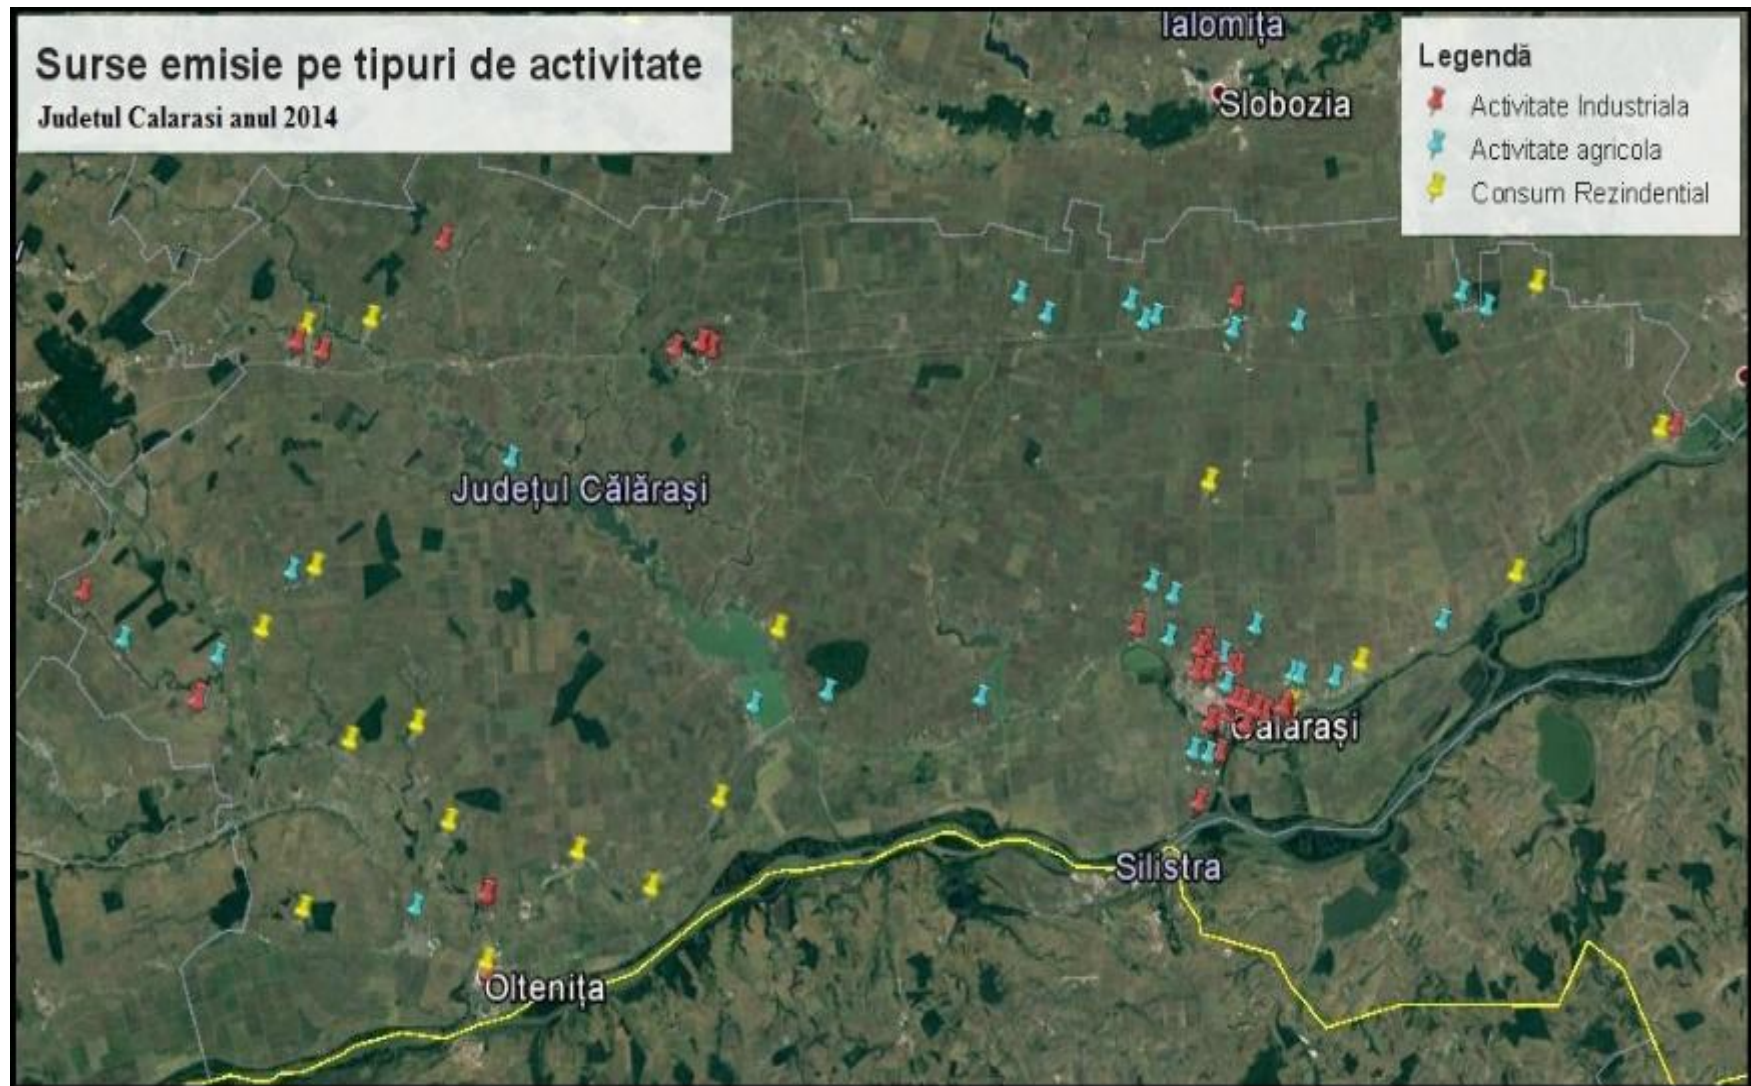 Surse emisie pe tipuri de activitate
Judetul Calarasi anul 2014
Ialomița
Slobozia
Legendă
Activitate Industriala
Activitate agricola
Consum Rezindential
Județul Călărași
Călărași
Silistra
Oltenița